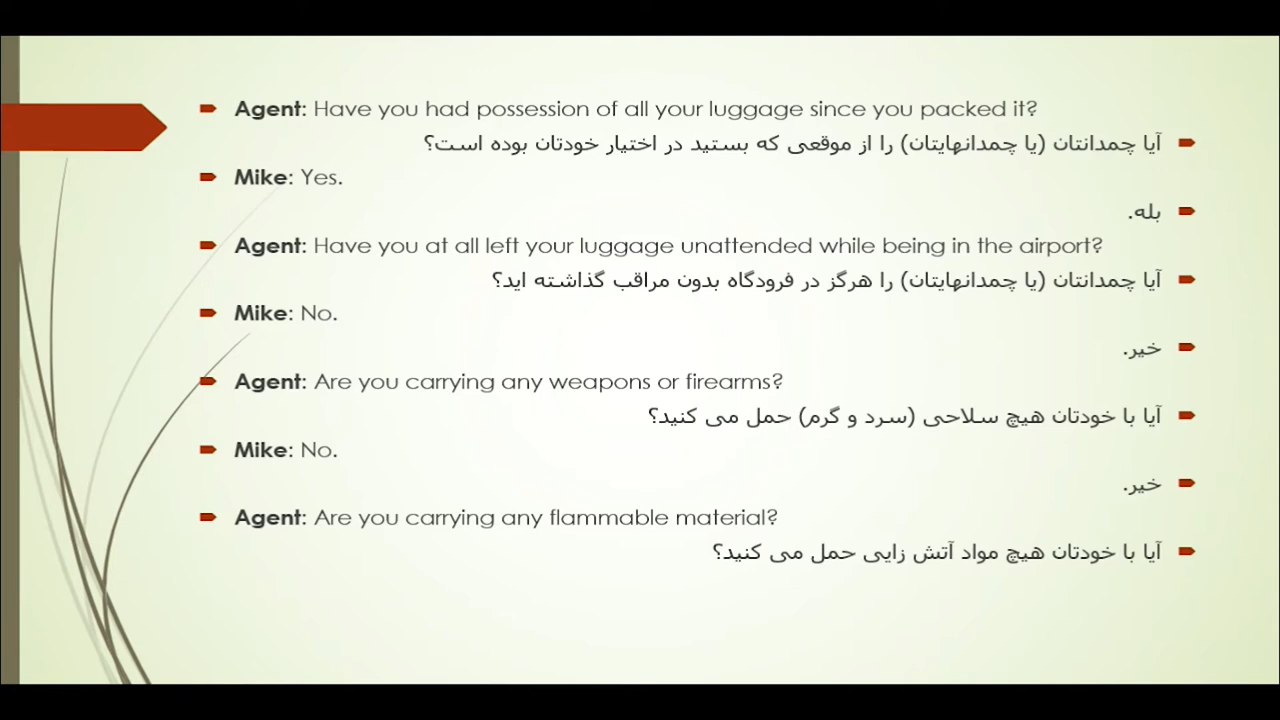 Agent: Have you had possession of all your luggage since you packed it?
آیا چمدانتان (یا چمدانهایتان) را از موقعی که بستید در اختیار خودتان بوده است؟
Mike: Yes.
بله.
Agent: Have you at all left your luggage unattended while being in the airport?
آیا چمدانتان (یا چمدانهایتان) را هرگز در فرودگاه بدون مراقب گذاشته اید؟
Mike: No.
خیر.
Agent: Are you carrying any weapons or firearms?
آیا با خودتان هیچ سلاحی (سرد و گرم) حمل می کنید؟
Mike: No.
خیر.
Agent: Are you carrying any flammable material?
آیا با خودتان هیچ مواد آتش زایی حمل می کنید؟